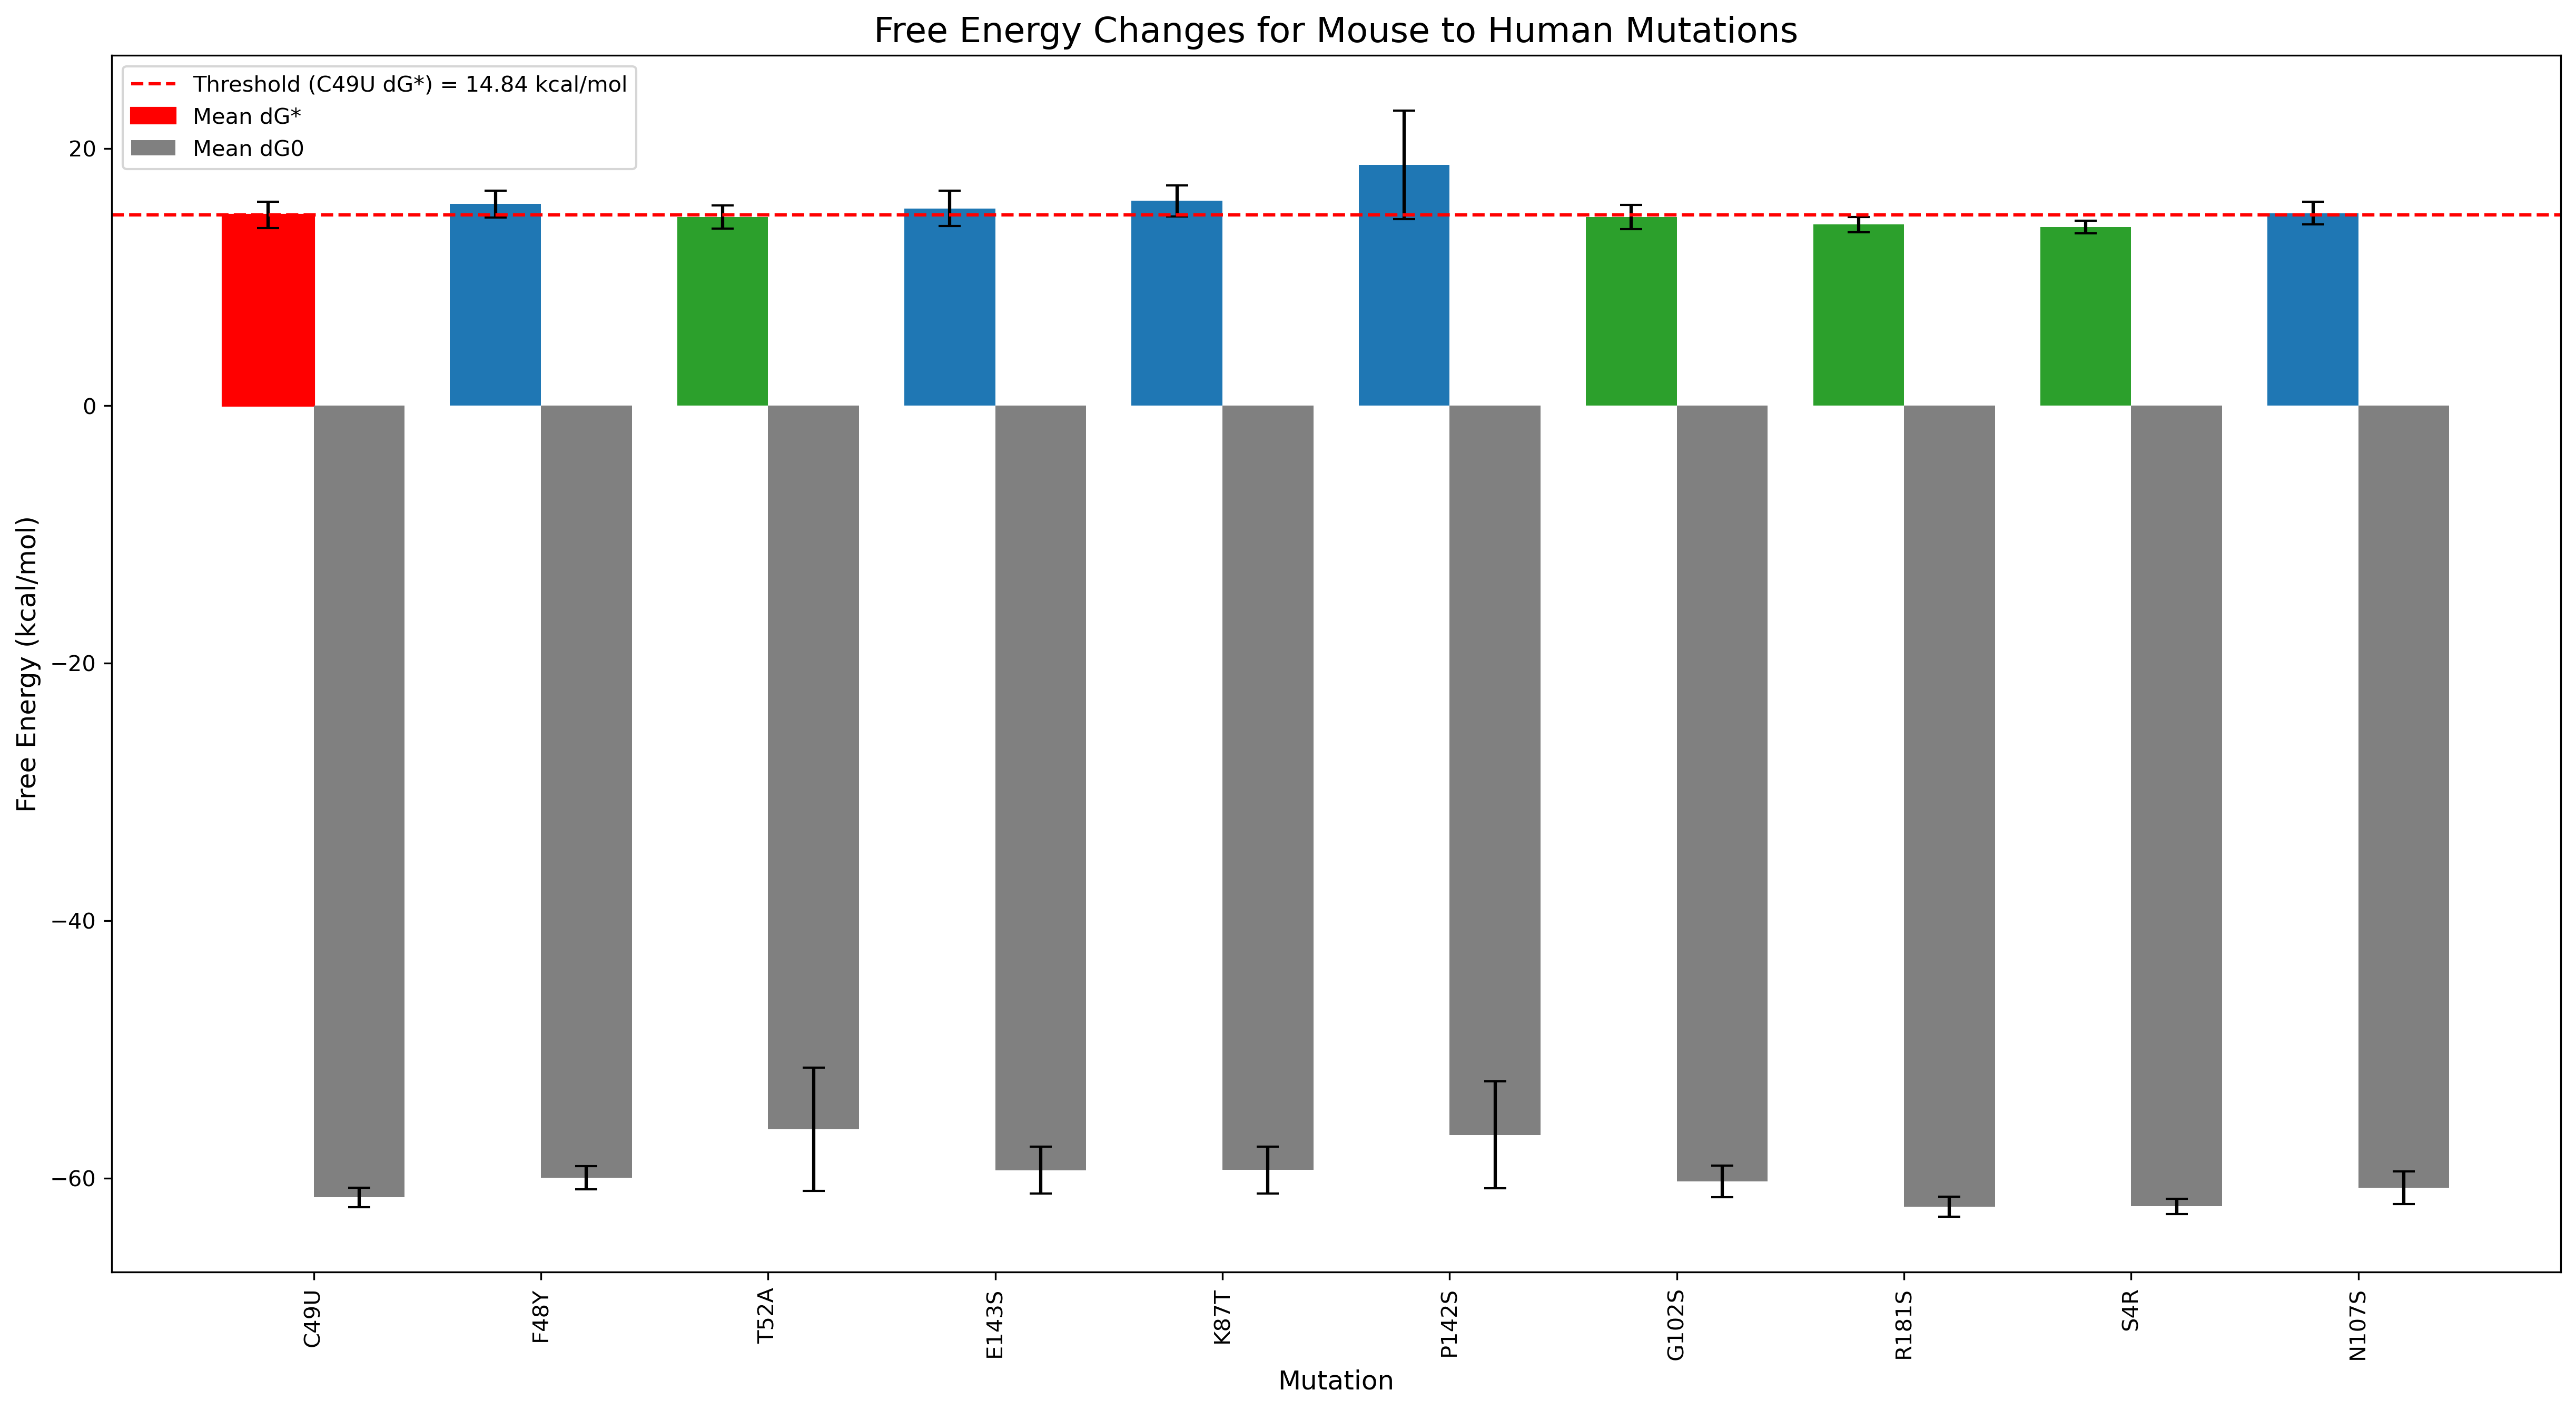 Free Energy Changes for Mouse to Human Mutations
Threshold (C49U dG*) = 14.84 kcal/mol
Mean dG*
Mean dG0
20
0
−20
−40
−60
Free Energy (kcal/mol)
C49U
F48Y
T52A
E143S
K87T
P142S
G102S
R181S
S4R
N107S
Mutation